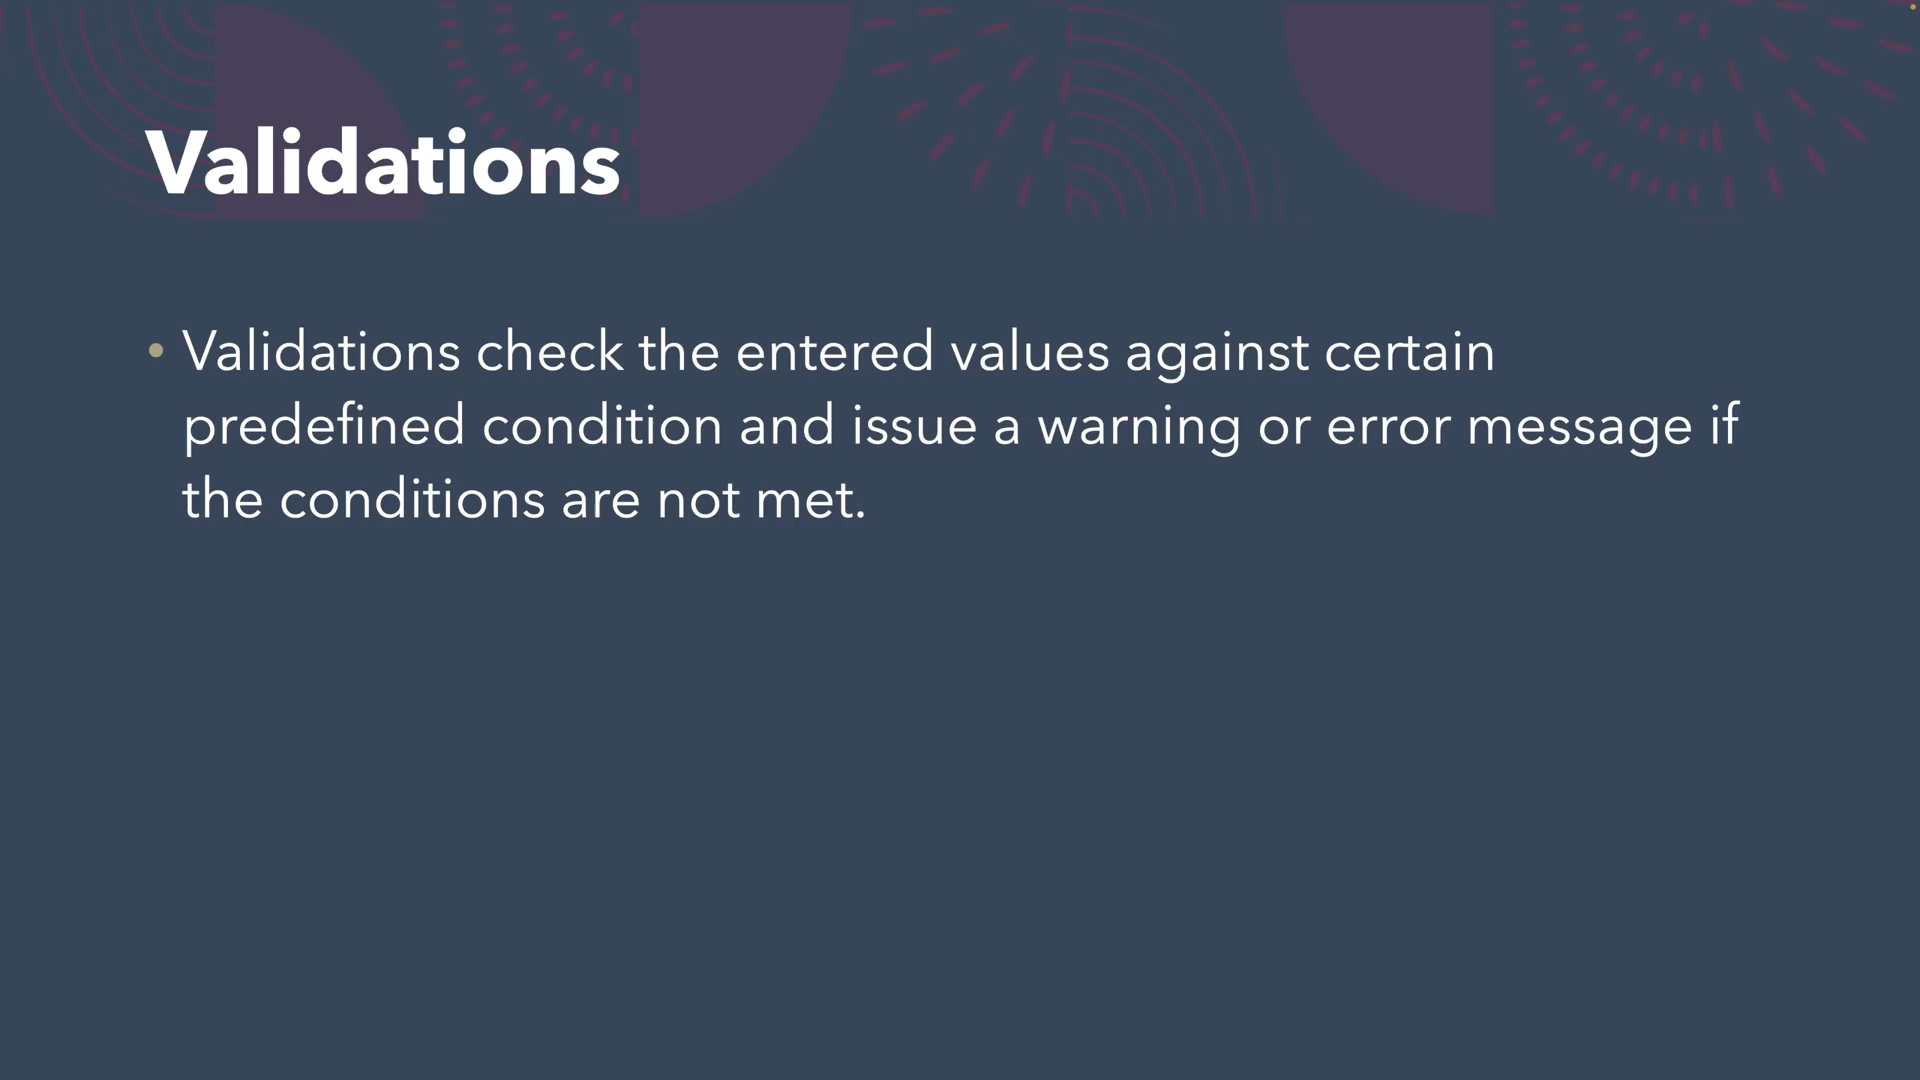 Validations
• Validations check the entered values against certain
predefined condition and issue a warning or error message if
the conditions are not met.